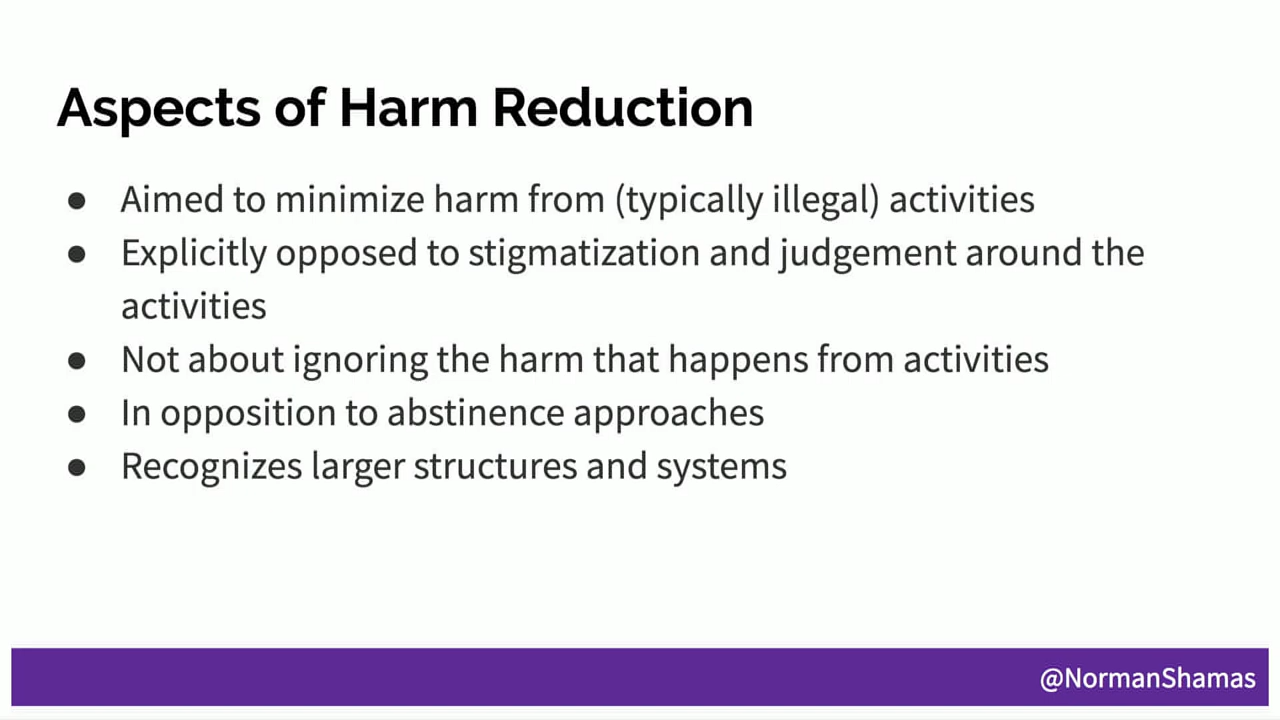 Aspects of Harm Reduction
● Aimed to minimize harm from (typically illegal) activities
● Explicitly opposed to stigmatization and judgement around the
activities
● Not about ignoring the harm that happens from activities
● In opposition to abstinence approaches
● Recognizes larger structures and systems
@NormanShamas